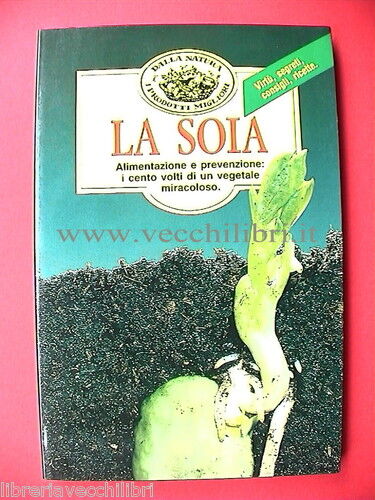 DALLA NATURA
I PRODOTTI MIGLIORI
Virtù, segreti,
consigli, ricette.
LA SOIA
Alimentazione e prevenzione:
i cento volti di un vegetale
miracoloso.
www.vecchilibri.it
libreriavecchilibri